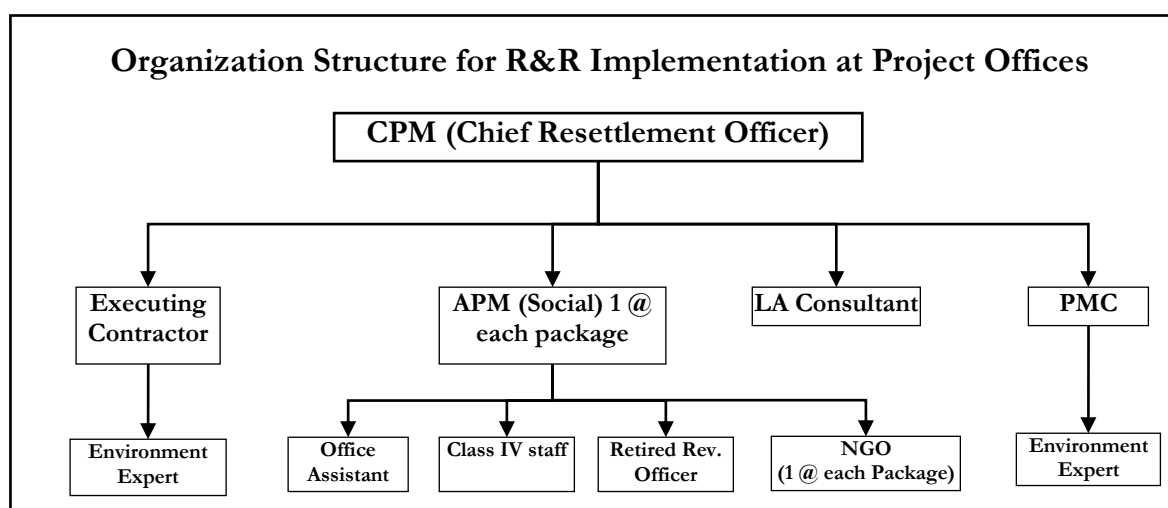 Organization Structure for R&R Implementation at Project Offices
CPM (Chief Resettlement Officer)
Executing
Contractor
APM (Social) 1 @
each package
LA Consultant
PMC
Environment
Expert
Office
Assistant
Class IV staff
Retired Rev.
Officer
NGO
(1 @ each Package)
Environment
Expert